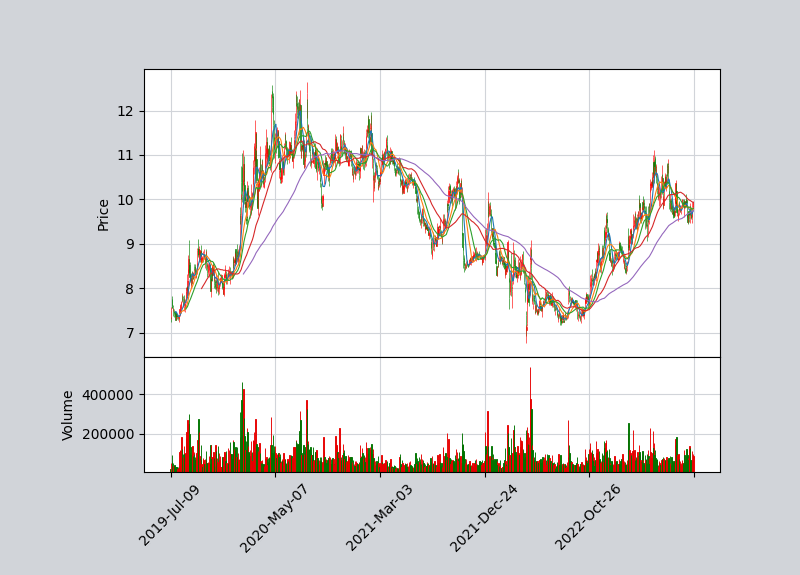 Price
12
11
10
9
8
7
Volume
400000
200000
2019-Jul-09
2020-May-07
2021-Mar-03
2021-Dec-24
2022-Oct-26